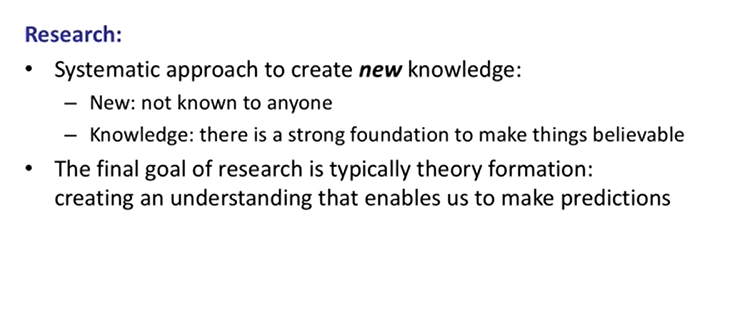 Research:
• Systematic approach to create new knowledge:
– New: not known to anyone
– Knowledge: there is a strong foundation to make things believable
• The final goal of research is typically theory formation:
creating an understanding that enables us to make predictions